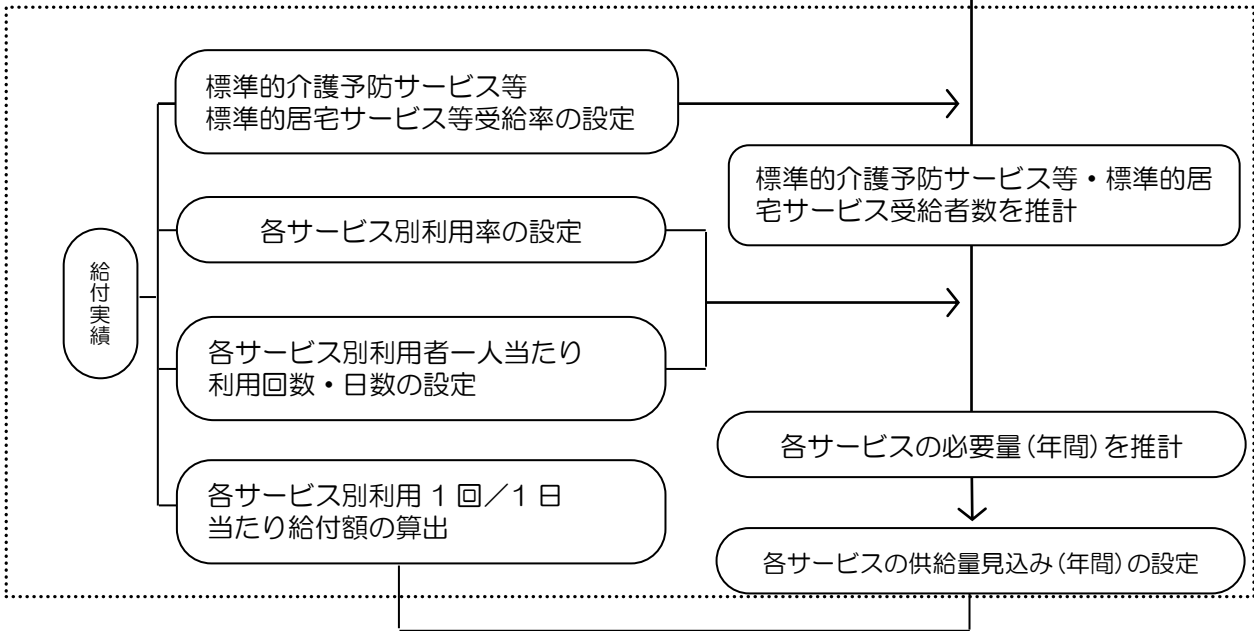 標準的介護予防サービス等
標準的居宅サービス等受給率の設定
標準的介護予防サービス等・標準的居
宅サービス受給者数を推計
各サービス別利用率の設定
給付実績
各サービス別利用者一人当たり
利用回数・日数の設定
各サービスの必要量(年間)を推計
各サービス別利用 1 回／1 日
当たり給付額の算出
各サービスの供給量見込み(年間)の設定